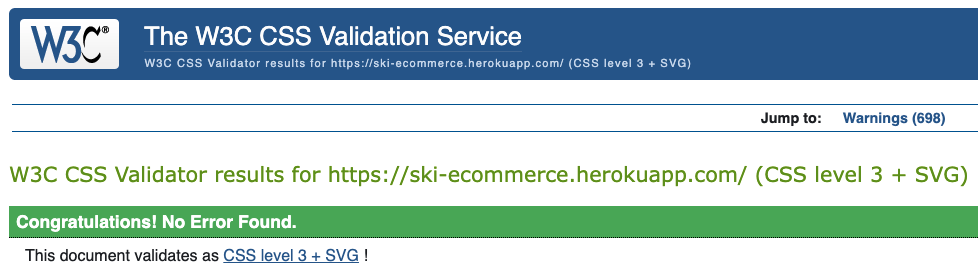 W3C®
The W3C CSS Validation Service
W3C CSS Validator results for https://ski-ecommerce.herokuapp.com/ (CSS level 3 + SVG)
Jump to: Warnings (698)
W3C CSS Validator results for https://ski-ecommerce.herokuapp.com/ (CSS level 3 + SVG)
Congratulations! No Error Found.
This document validates as CSS level 3 + SVG !